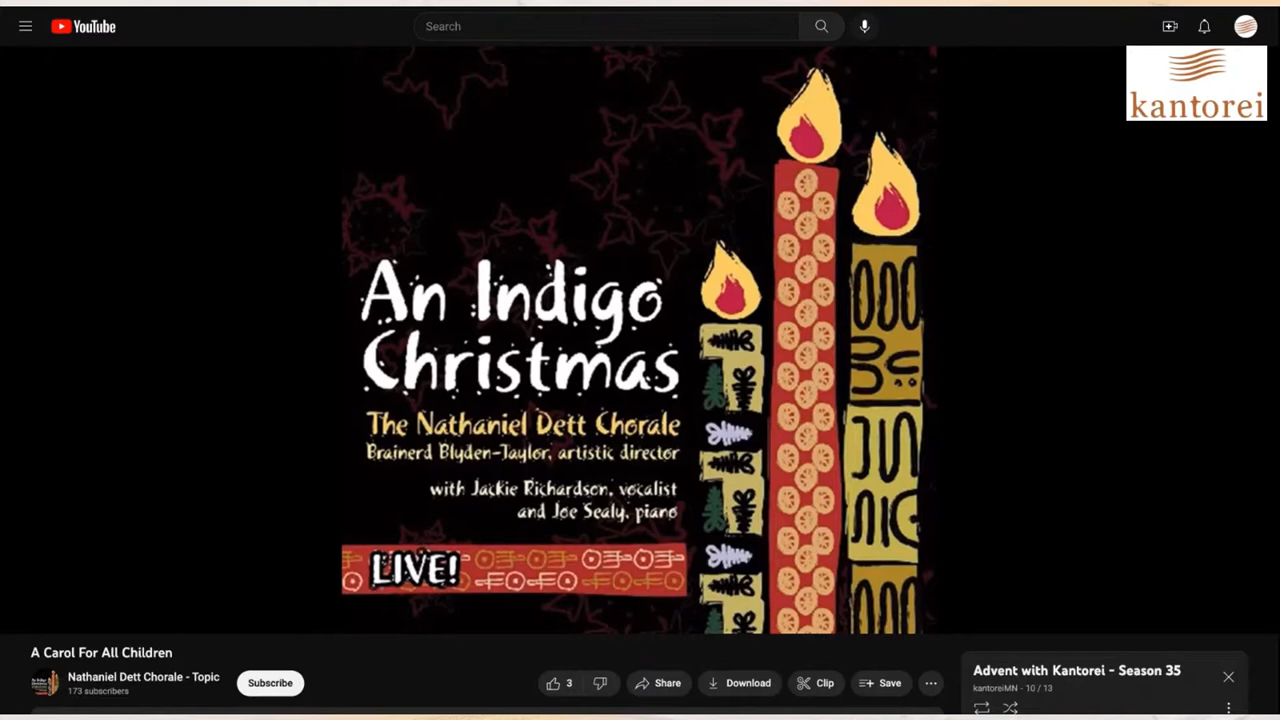 YouTube
Search
kantorei
An Indigo
Christmas
The Nathaniel Dett Chorale
Brainerd Blyden-Taylor, artistic director
with Jackie Richardson, vocalist
and Joe Sealy, piano
LIVE!
A Carol For All Children
Nathaniel Dett Chorale - Topic
173 subscribers
Subscribe
3
Share
Download
Clip
Save
Advent with Kantorei - Season 35
kantoreiMN - 10 / 13